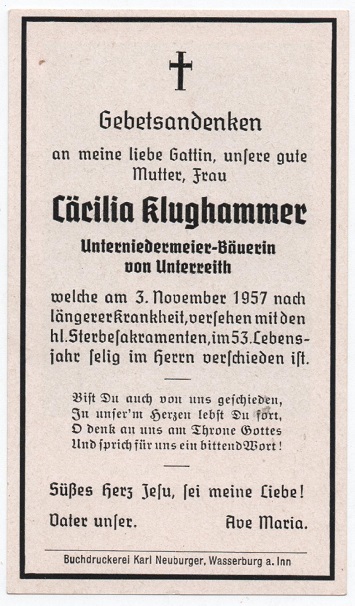 Gebetsandenken
an meine liebe Gattin, unsere gute
Mutter, Frau
Cäcilia Klughammer
Unterniedermeier-Bäuerin
von Unterreith
welche am 3. November 1957 nach
längerer Krankheit, versehen mit den
hl. Sterbesakramenten, im 53. Lebens-
jahr selig im Herrn verschieden ist.
Bist Du auch von uns geschieden,
In unser'm Herzen lebst Du fort,
O denk an uns am Throne Gottes
Und sprich für uns ein bittend Wort!
Süßes Herz Jesu, sei meine Liebe!
Vater unser. Ave Maria.
Buchdruckerei Karl Neuburger, Wasserburg a. Inn